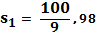 s₁ = 100/9 , 98